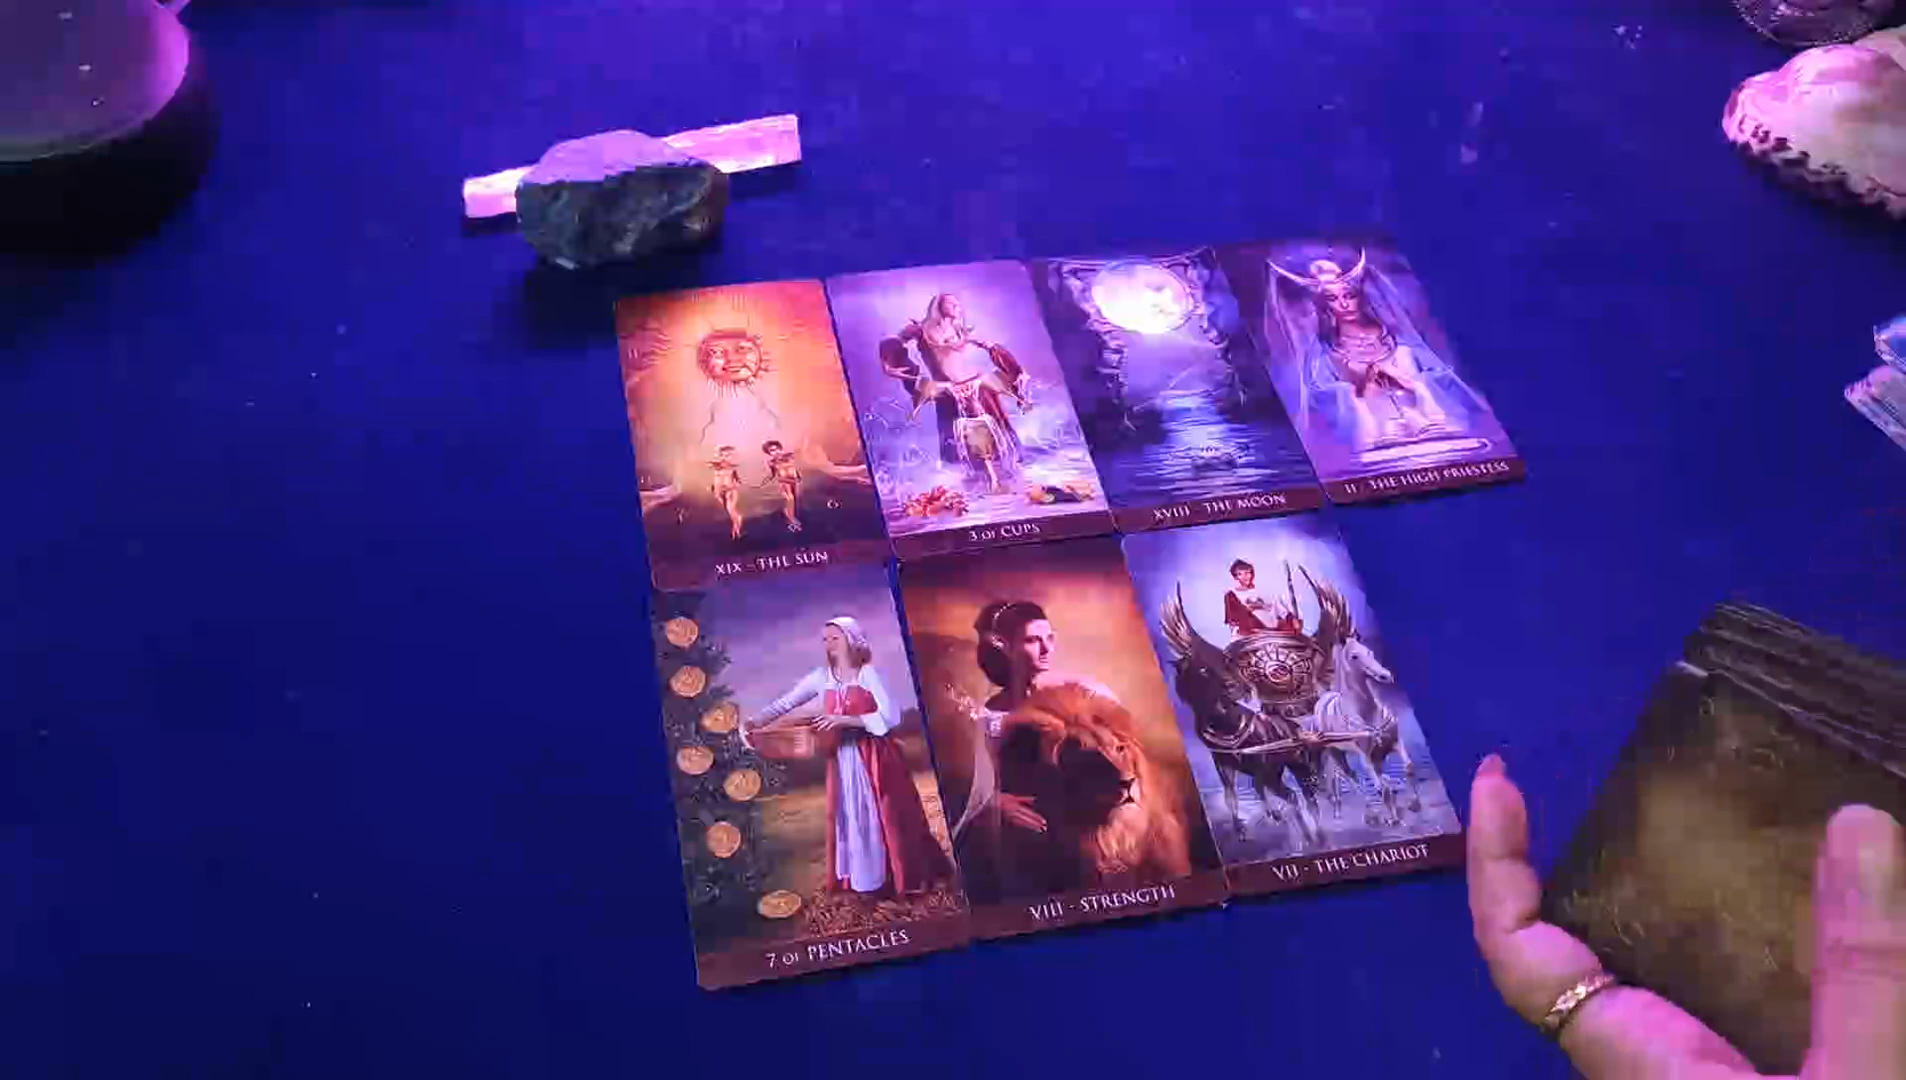 XIX - THE SUN
3 OF CUPS
XVIII - THE MOON
II - THE HIGH PRIESTESS
7 OF PENTACLES
VIII - STRENGTH
VII - THE CHARIOT